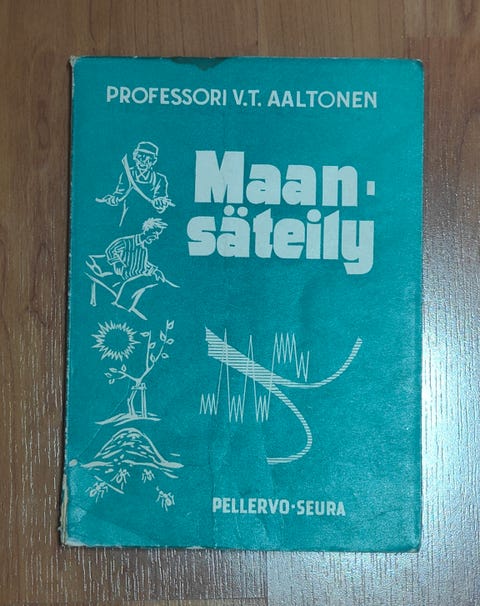 PROFESSORI V.T. AALTONEN
Maan-
säteily
PELLERVO-SEURA